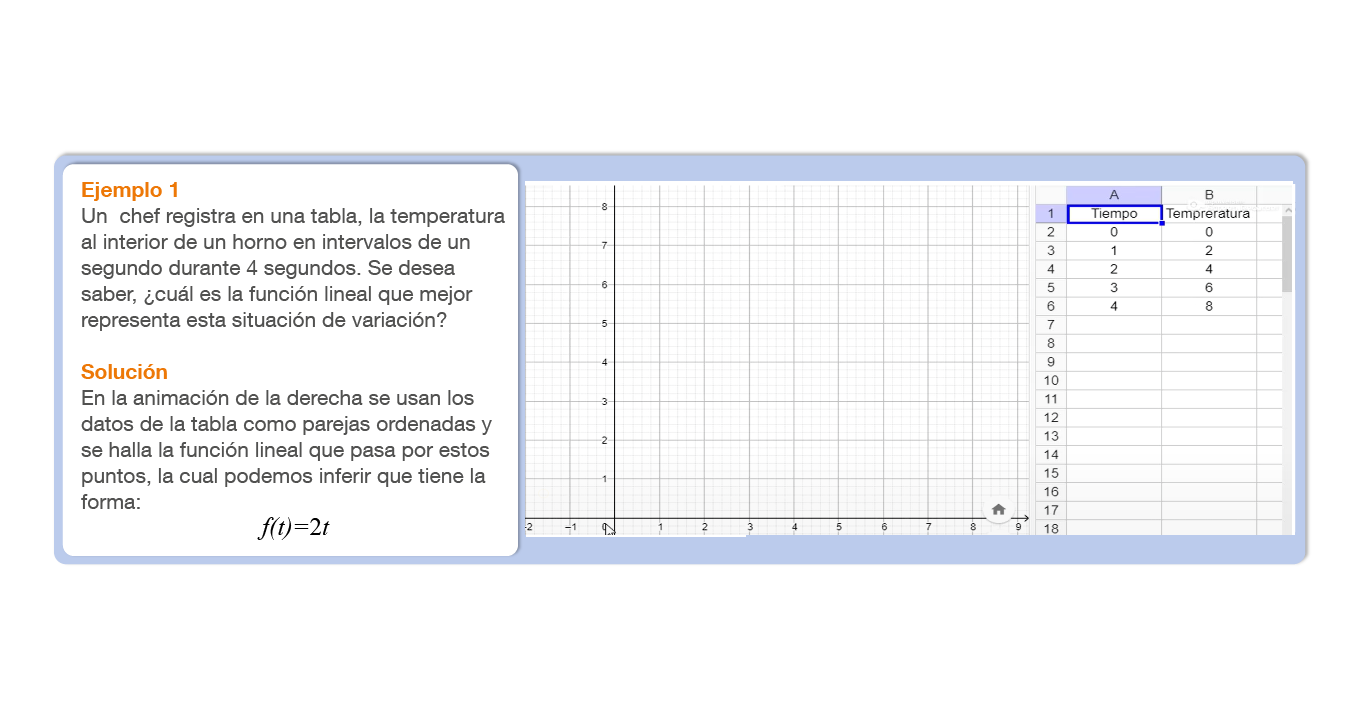 Ejemplo 1
Un  chef registra en una tabla, la temperatura
al interior de un horno en intervalos de un
segundo durante 4 segundos. Se desea
saber, ¿cuál es la función lineal que mejor
representa esta situación de variación?
Solución
En la animación de la derecha se usan los
datos de la tabla como parejas ordenadas y
se halla la función lineal que pasa por estos
puntos, la cual podemos inferir que tiene la
forma:
f(t)=2t
8
7
6
5
4
3
2
1
-2 −1 0 1 2 3 4 5 6 7 8 9
A B
1 Tiempo Tempreratura
2 0 0
3 1 2
4 2 4
5 3 6
6 4 8
7
8
9
10
11
12
13
14
15
16
17
18